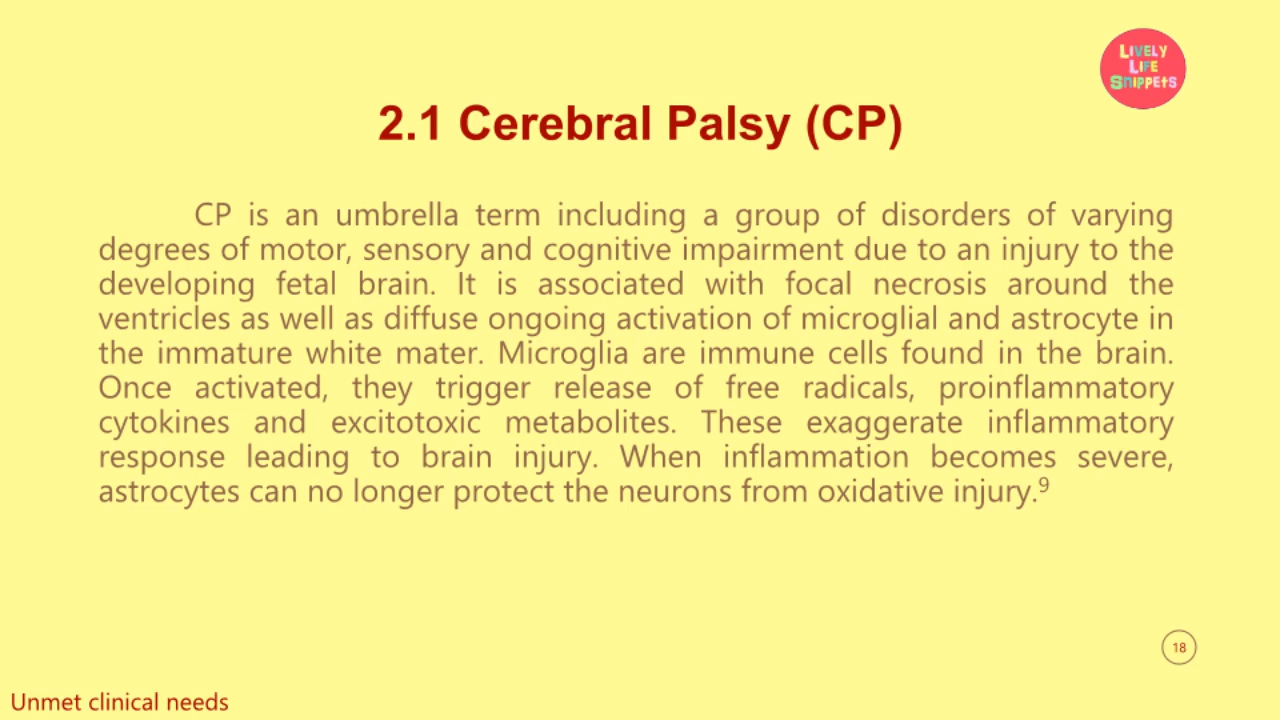 LIVELY
LIFE
SNIPPETS
2.1 Cerebral Palsy (CP)
CP is an umbrella term including a group of disorders of varying
degrees of motor, sensory and cognitive impairment due to an injury to the
developing fetal brain. It is associated with focal necrosis around the
ventricles as well as diffuse ongoing activation of microglial and astrocyte in
the immature white mater. Microglia are immune cells found in the brain.
Once activated, they trigger release of free radicals, proinflammatory
cytokines and excitotoxic metabolites. These exaggerate inflammatory
response leading to brain injury. When inflammation becomes severe,
astrocytes can no longer protect the neurons from oxidative injury.⁹
18
Unmet clinical needs